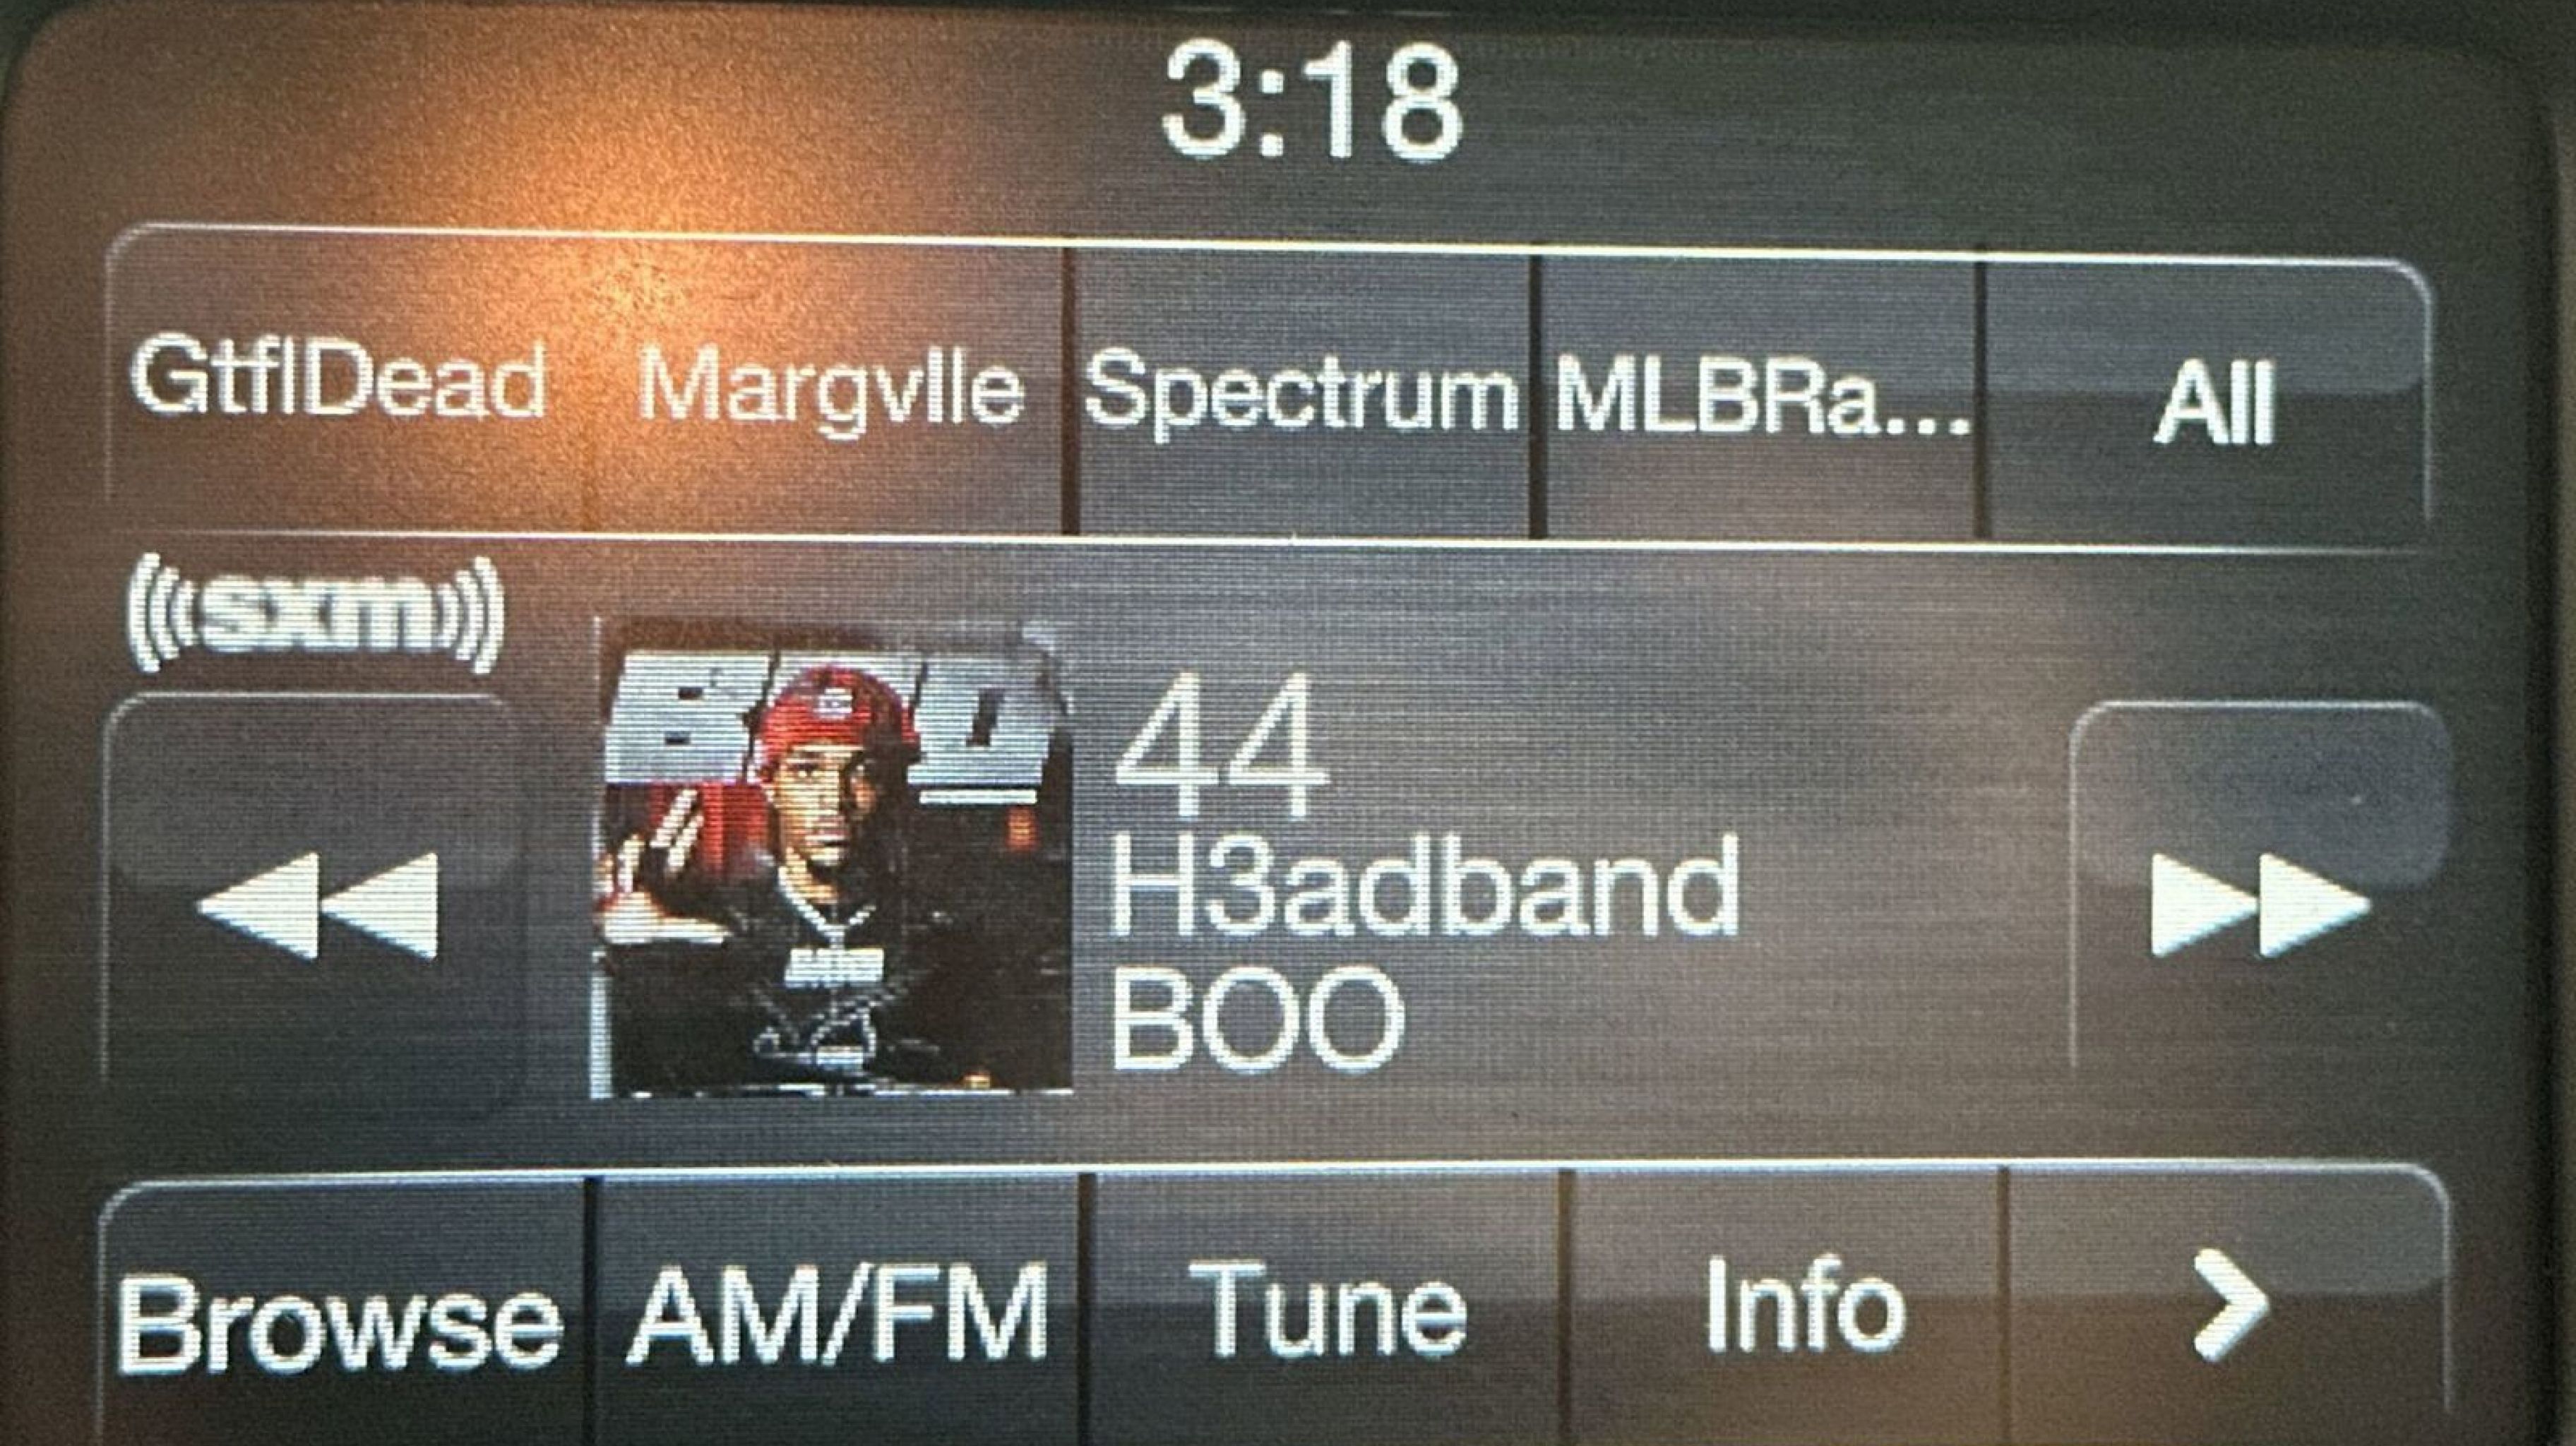 3:18
GtflDead Margvlle Spectrum MLBRa... All
((( sxm )))
44
H3adband
BOO
Browse AM/FM Tune Info